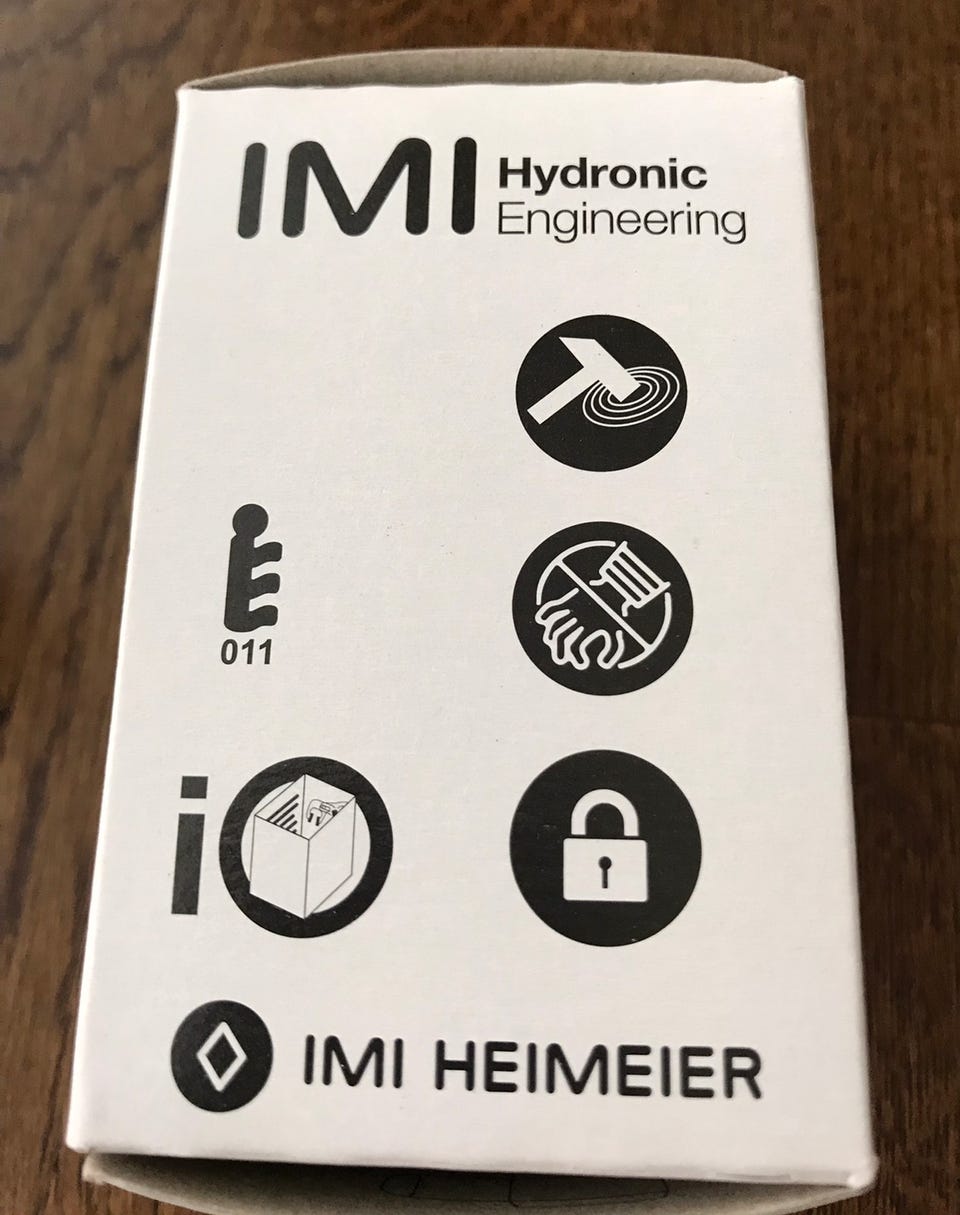 IMI Hydronic
Engineering
011
i
IMI HEIMEIER